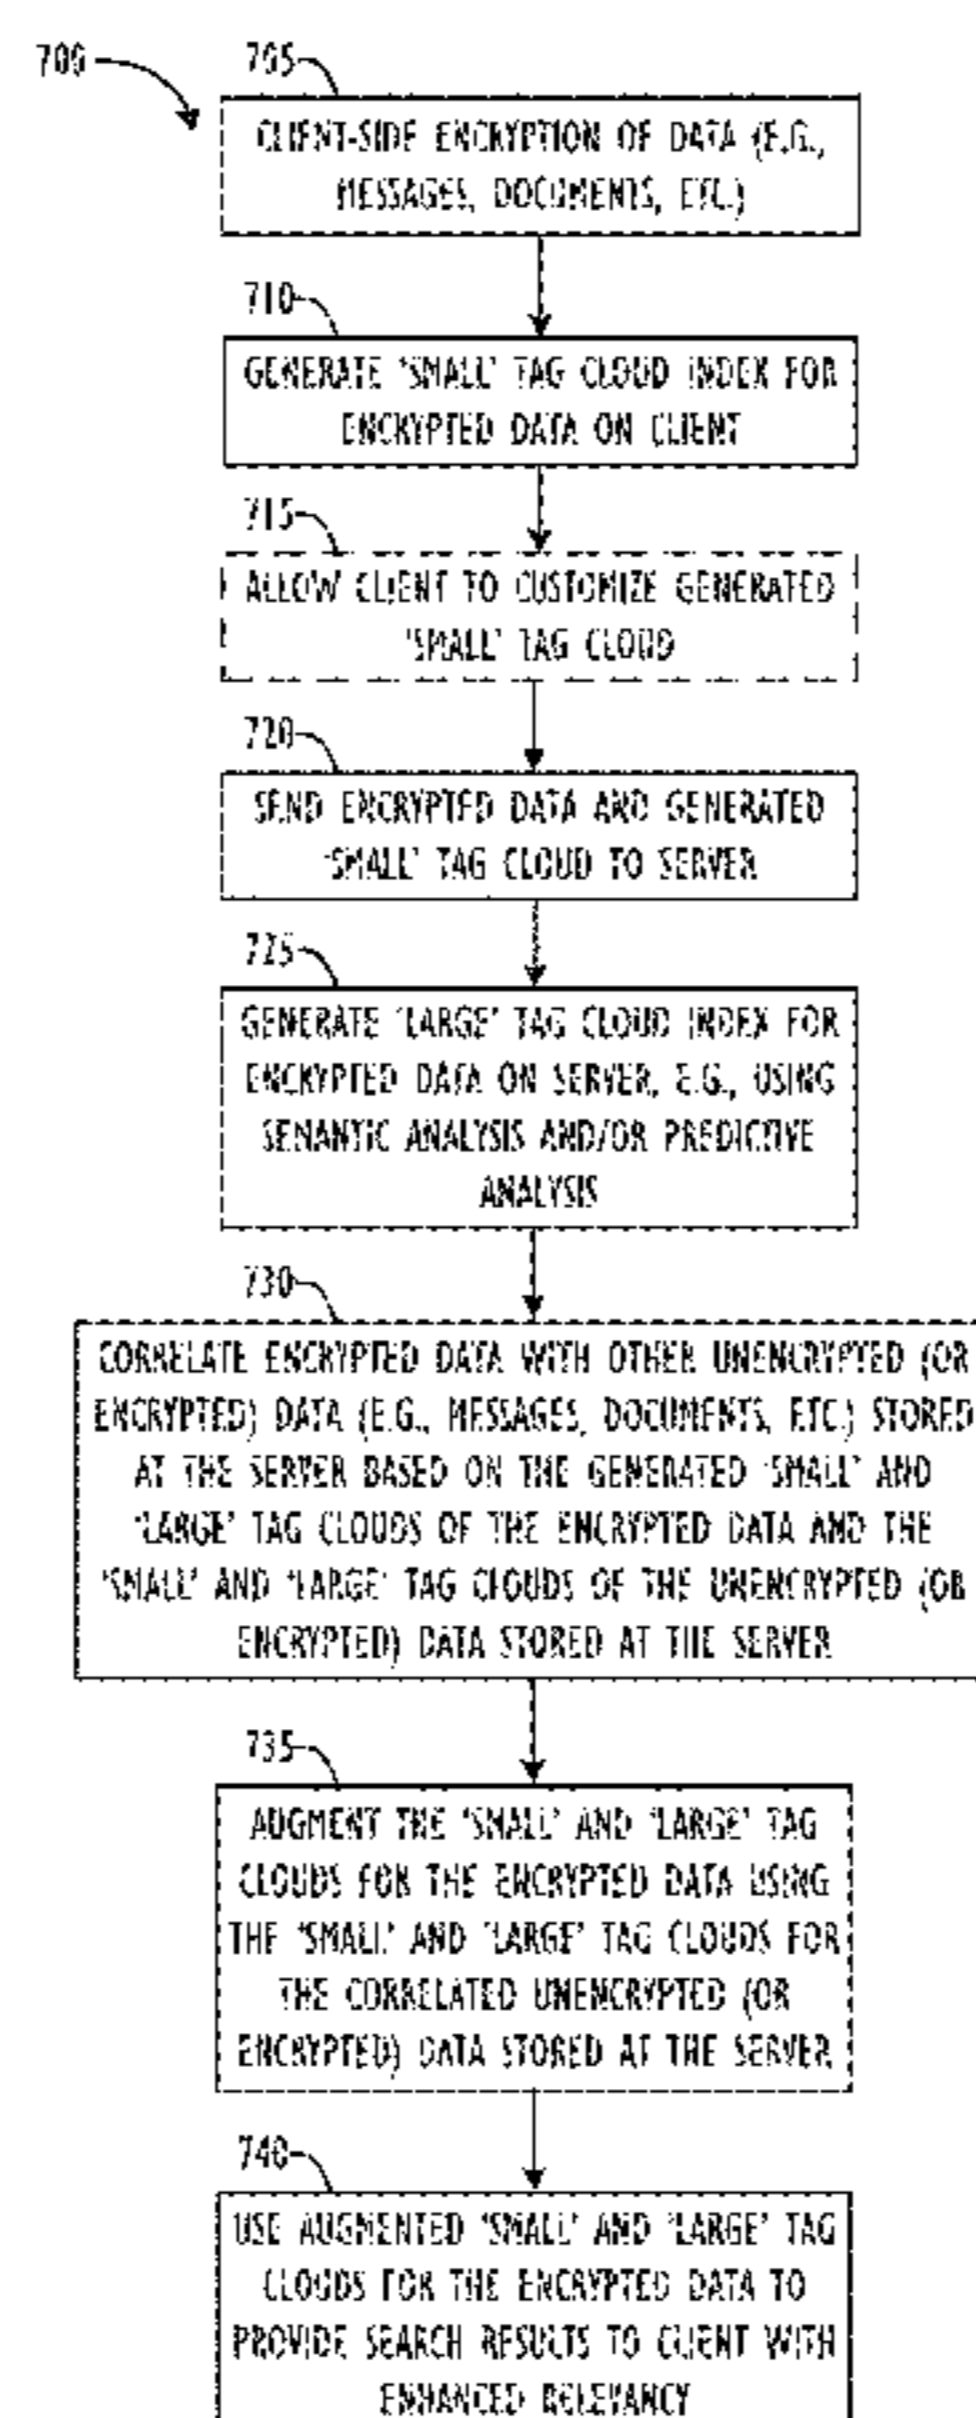 700
705
CLIENT-SIDE ENCRYPTION OF DATA (E.G.,
MESSAGES, DOCUMENTS, ETC.)
710
GENERATE 'SMALL' TAG CLOUD INDEX FOR
ENCRYPTED DATA ON CLIENT
715
ALLOW CLIENT TO CUSTOMIZE GENERATED
'SMALL' TAG CLOUD
720
SEND ENCRYPTED DATA AND GENERATED
'SMALL' TAG CLOUD TO SERVER
725
GENERATE 'LARGE' TAG CLOUD INDEX FOR
ENCRYPTED DATA ON SERVER, E.G., USING
SEMANTIC ANALYSIS AND/OR PREDICTIVE
ANALYSIS
730
CORRELATE ENCRYPTED DATA WITH OTHER UNENCRYPTED (OR
ENCRYPTED) DATA (E.G., MESSAGES, DOCUMENTS, ETC.) STORED
AT THE SERVER BASED ON THE GENERATED 'SMALL' AND
'LARGE' TAG CLOUDS OF THE ENCRYPTED DATA AND THE
'SMALL' AND 'LARGE' TAG CLOUDS OF THE UNENCRYPTED (OR
ENCRYPTED) DATA STORED AT THE SERVER
735
AUGMENT THE 'SMALL' AND 'LARGE' TAG
CLOUDS FOR THE ENCRYPTED DATA USING
THE 'SMALL' AND 'LARGE' TAG CLOUDS FOR
THE CORRELATED UNENCRYPTED (OR
ENCRYPTED) DATA STORED AT THE SERVER
740
USE AUGMENTED 'SMALL' AND 'LARGE' TAG
CLOUDS FOR THE ENCRYPTED DATA TO
PROVIDE SEARCH RESULTS TO CLIENT WITH
ENHANCED RELEVANCY